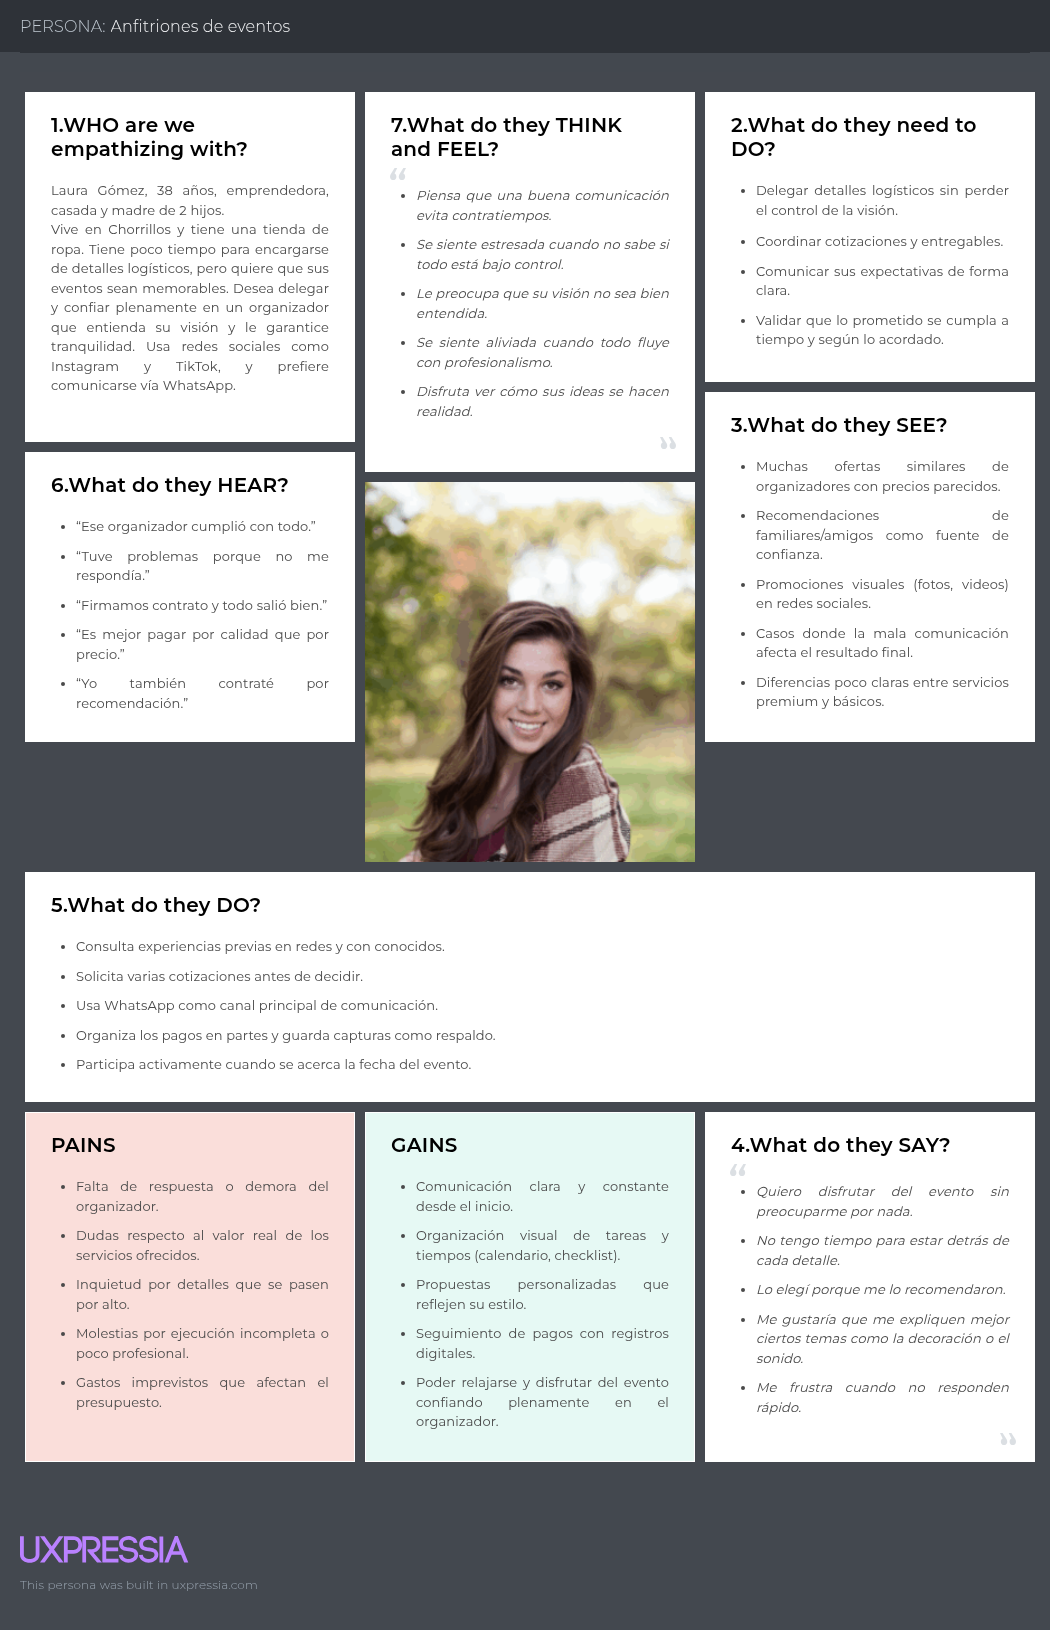 PERSONA: Anfitriones de eventos
1.WHO are we
empathizing with?
Laura Gómez, 38 años, emprendedora,
casada y madre de 2 hijos.
Vive en Chorrillos y tiene una tienda de
ropa. Tiene poco tiempo para encargarse
de detalles logísticos, pero quiere que sus
eventos sean memorables. Desea delegar
y confiar plenamente en un organizador
que entienda su visión y le garantice
tranquilidad. Usa redes sociales como
Instagram y TikTok, y prefiere
comunicarse vía WhatsApp.
7.What do they THINK
and FEEL?
“
• Piensa que una buena comunicación
evita contratiempos.
• Se siente estresada cuando no sabe si
todo está bajo control.
• Le preocupa que su visión no sea bien
entendida.
• Se siente aliviada cuando todo fluye
con profesionalismo.
• Disfruta ver cómo sus ideas se hacen
realidad.
”
2.What do they need to
DO?
• Delegar detalles logísticos sin perder
el control de la visión.
• Coordinar cotizaciones y entregables.
• Comunicar sus expectativas de forma
clara.
• Validar que lo prometido se cumpla a
tiempo y según lo acordado.
3.What do they SEE?
• Muchas ofertas similares de
organizadores con precios parecidos.
• Recomendaciones de
familiares/amigos como fuente de
confianza.
• Promociones visuales (fotos, videos)
en redes sociales.
• Casos donde la mala comunicación
afecta el resultado final.
• Diferencias poco claras entre servicios
premium y básicos.
6.What do they HEAR?
• “Ese organizador cumplió con todo.”
• “Tuve problemas porque no me
respondía.”
• “Firmamos contrato y todo salió bien.”
• “Es mejor pagar por calidad que por
precio.”
• “Yo también contraté por
recomendación.”
5.What do they DO?
• Consulta experiencias previas en redes y con conocidos.
• Solicita varias cotizaciones antes de decidir.
• Usa WhatsApp como canal principal de comunicación.
• Organiza los pagos en partes y guarda capturas como respaldo.
• Participa activamente cuando se acerca la fecha del evento.
PAINS
• Falta de respuesta o demora del
organizador.
• Dudas respecto al valor real de los
servicios ofrecidos.
• Inquietud por detalles que se pasen
por alto.
• Molestias por ejecución incompleta o
poco profesional.
• Gastos imprevistos que afectan el
presupuesto.
GAINS
• Comunicación clara y constante
desde el inicio.
• Organización visual de tareas y
tiempos (calendario, checklist).
• Propuestas personalizadas que
reflejen su estilo.
• Seguimiento de pagos con registros
digitales.
• Poder relajarse y disfrutar del evento
confiando plenamente en el
organizador.
4.What do they SAY?
“
• Quiero disfrutar del evento sin
preocuparme por nada.
• No tengo tiempo para estar detrás de
cada detalle.
• Lo elegí porque me lo recomendaron.
• Me gustaría que me expliquen mejor
ciertos temas como la decoración o el
sonido.
• Me frustra cuando no responden
rápido.
”
UXPRESSIA
This persona was built in uxpressia.com